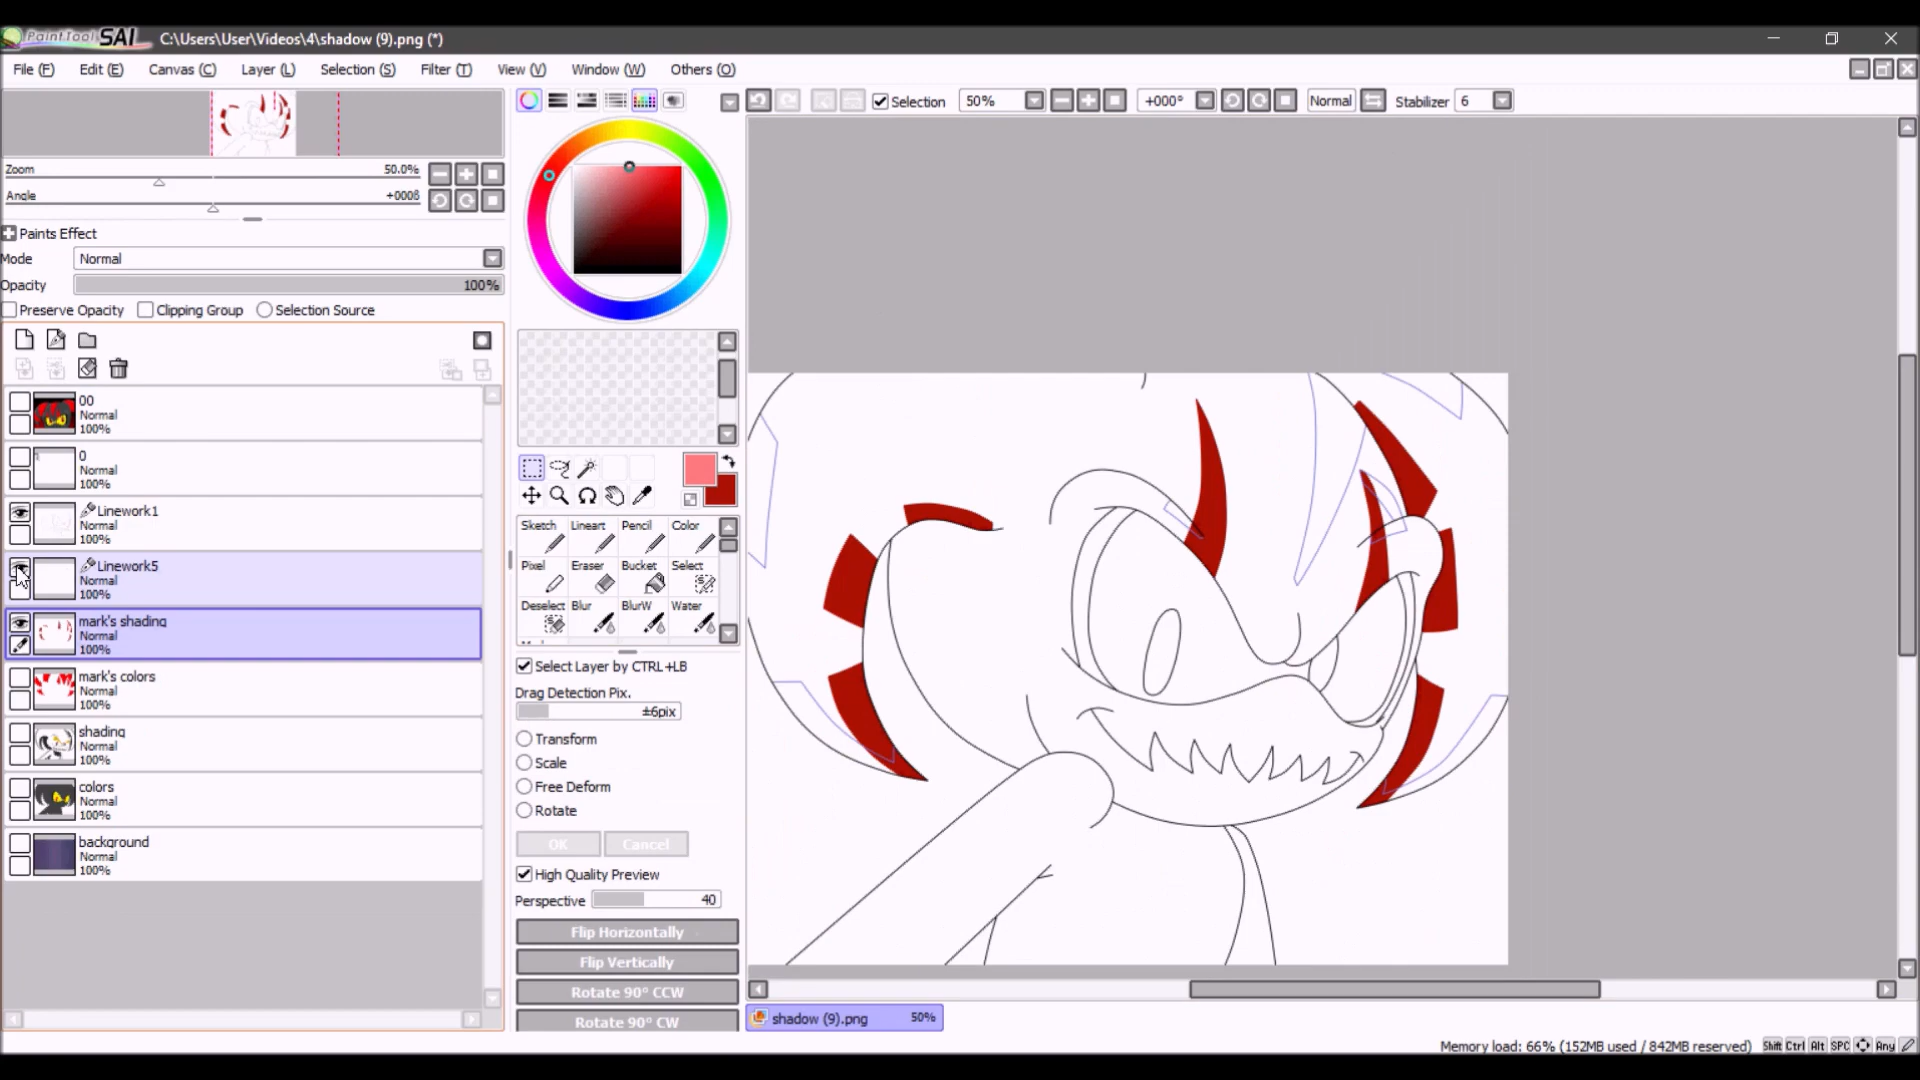 PaintTool SAI C:\Users\User\Videos\4\shadow (9).png (*)
File (F) Edit (E) Canvas (C) Layer (L) Selection (S) Filter (T) View (V) Window (W) Others (O)
Selection 50% +000° Normal Stabilizer 6
Zoom 50.0%
Angle +000ß
Paints Effect
Mode Normal
Opacity 100%
Preserve Opacity Clipping Group Selection Source
00
Normal
100%
0
Normal
100%
Linework1
Normal
100%
Linework5
Normal
100%
mark's shading
Normal
100%
mark's colors
Normal
100%
shading
Normal
100%
colors
Normal
100%
background
Normal
100%
Sketch Lineart Pencil Color
Pixel Eraser Bucket Select
Deselect Blur BlurW Water
Select Layer by CTRL+LB
Drag Detection Pix.
±6pix
Transform
Scale
Free Deform
Rotate
OK Cancel
High Quality Preview
Perspective 40
Flip Horizontally
Flip Vertically
Rotate 90° CCW
Rotate 90° CW
shadow (9).png 50%
Memory load: 66% (152MB used / 842MB reserved) Shift Ctrl Alt SPC Any